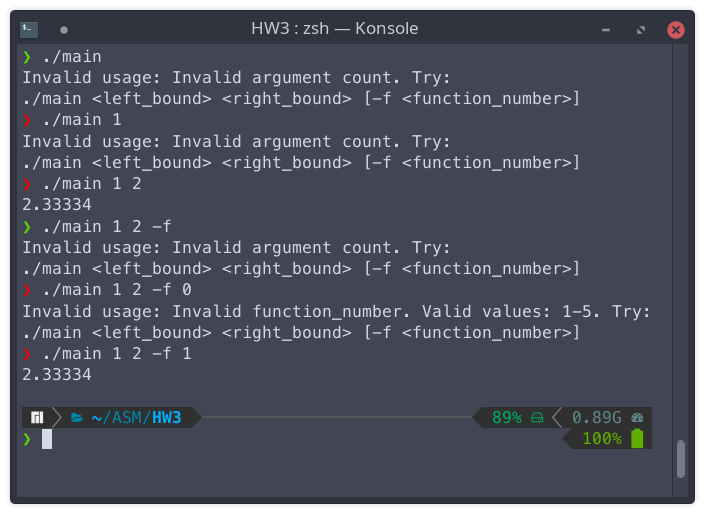 HW3 : zsh — Konsole
❯ ./main
Invalid usage: Invalid argument count. Try:
./main <left_bound> <right_bound> [-f <function_number>]
❯ ./main 1
Invalid usage: Invalid argument count. Try:
./main <left_bound> <right_bound> [-f <function_number>]
❯ ./main 1 2
2.33334
❯ ./main 1 2 -f
Invalid usage: Invalid argument count. Try:
./main <left_bound> <right_bound> [-f <function_number>]
❯ ./main 1 2 -f 0
Invalid usage: Invalid function_number. Valid values: 1-5. Try:
./main <left_bound> <right_bound> [-f <function_number>]
❯ ./main 1 2 -f 1
2.33334
~/ASM/HW3 89% 0.89G
❯ 100%